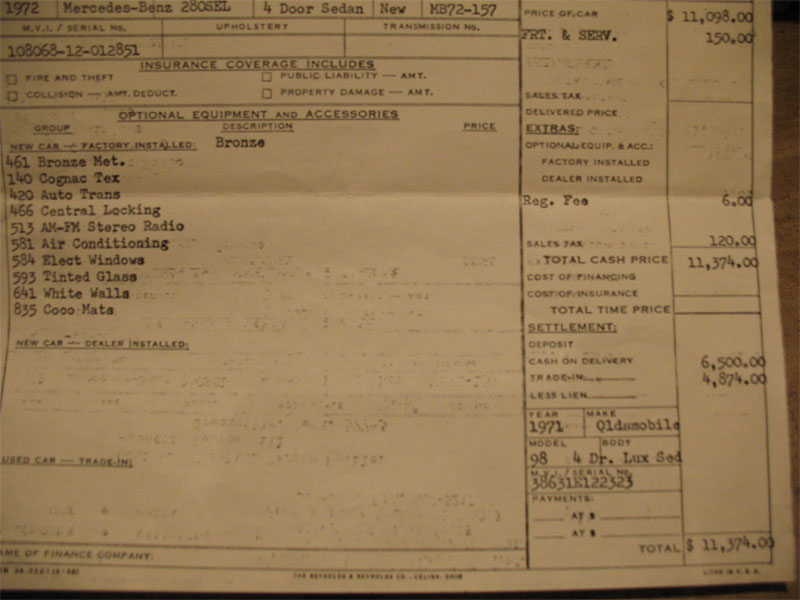 1972 Mercedes-Benz 280SEL 4 Door Sedan New MB72-157
M.V.I. / SERIAL NO. UPHOLSTERY TRANSMISSION NO.
108068-12-012851
INSURANCE COVERAGE INCLUDES
FIRE AND THEFT PUBLIC LIABILITY — AMT.
COLLISION — AMT. DEDUCT. PROPERTY DAMAGE — AMT.
OPTIONAL EQUIPMENT AND ACCESSORIES
GROUP DESCRIPTION PRICE
NEW CAR — FACTORY INSTALLED: Bronze
461 Bronze Met.
140 Cognac Tex
420 Auto Trans
466 Central Locking
513 AM-FM Stereo Radio
581 Air Conditioning
584 Elect Windows
593 Tinted Glass
641 White Walls
835 Coco Mats
NEW CAR — DEALER INSTALLED:
USED CAR — TRADE-IN:
AME OF FINANCE COMPANY:
THE REYNOLDS & REYNOLDS CO., CELINA, OHIO
PRICE OF CAR $ 11,098.00
FRT. & SERV. 150.00
SALES TAX
DELIVERED PRICE
EXTRAS:
OPTIONAL EQUIP. & ACC.:
FACTORY INSTALLED
DEALER INSTALLED
Reg. Fee 6.00
SALES TAX 120.00
TOTAL CASH PRICE 11,374.00
COST OF FINANCING
COST OF INSURANCE
TOTAL TIME PRICE
SETTLEMENT:
DEPOSIT
CASH ON DELIVERY 6,500.00
TRADE-IN 4,874.00
LESS LIEN
YEAR MAKE
1971 Oldsmobile
MODEL BODY
98 4 Dr. Lux Sed
M.V.I. / SERIAL NO.
38631E122323
PAYMENTS:
AT $
AT $
TOTAL $ 11,374.00
LITHO IN U.S.A.